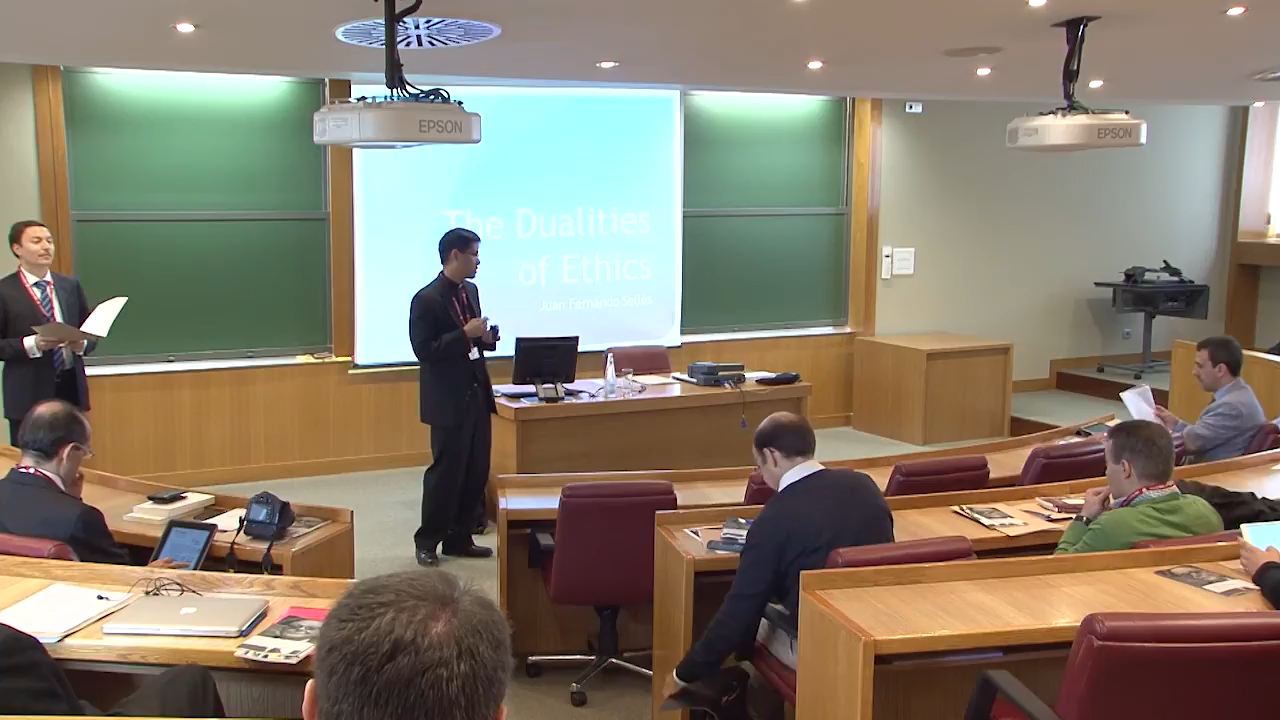 EPSON
EPSON
The Dualities
of Ethics
Juan Fernando Sellés